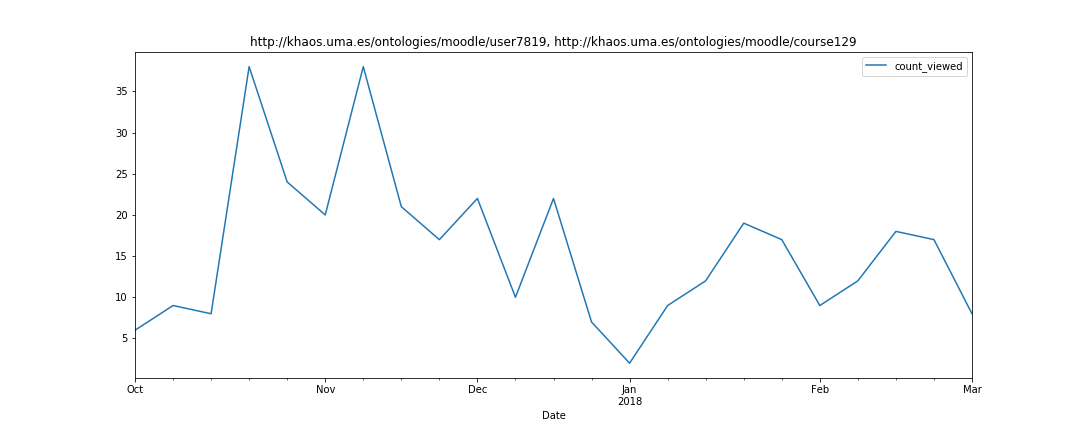 http://khaos.uma.es/ontologies/moodle/user7819, http://khaos.uma.es/ontologies/moodle/course129
count_viewed
35
30
25
20
15
10
5
Oct Nov Dec Jan Feb Mar
2018
Date